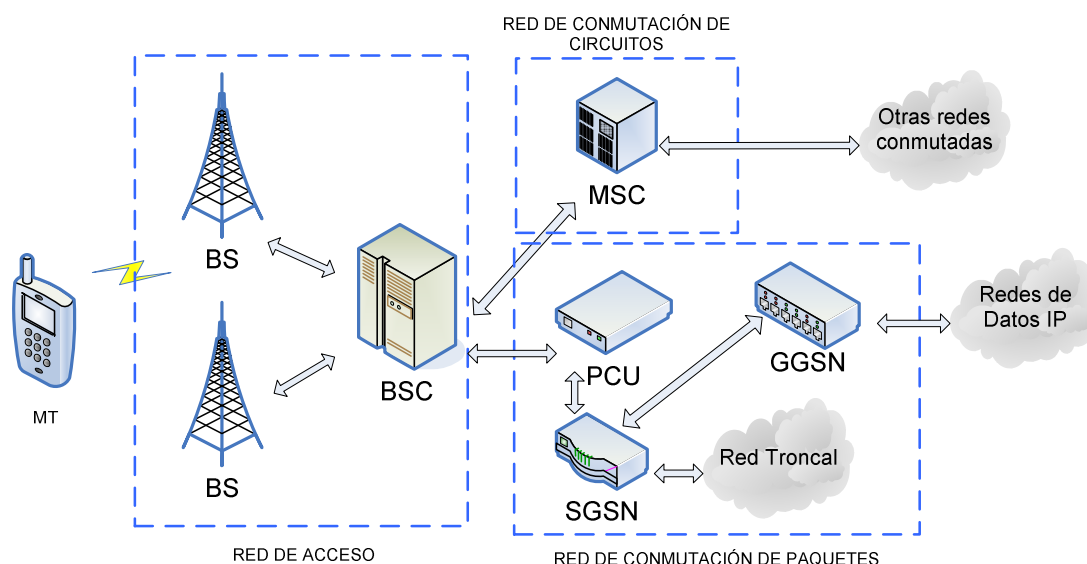 RED DE CONMUTACIÓN DE
CIRCUITOS
MSC
Otras redes
conmutadas
BS
BSC
BS
MT
RED DE ACCESO
PCU
GGSN
SGSN
Red Troncal
Redes de
Datos IP
RED DE CONMUTACIÓN DE PAQUETES